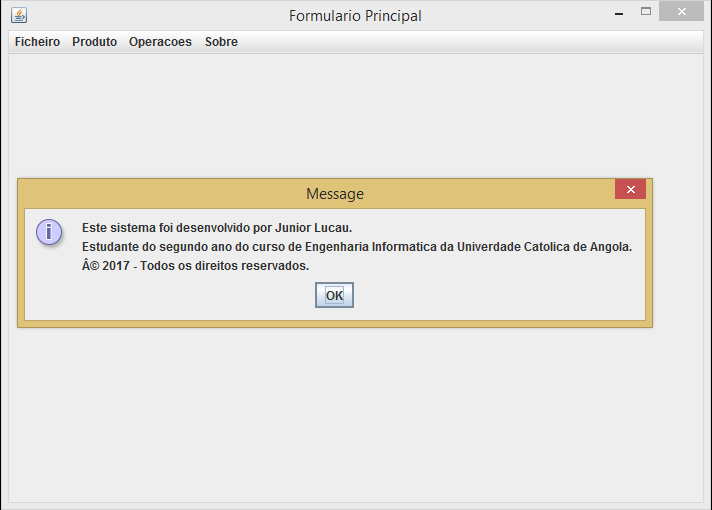 Formulario Principal
Ficheiro Produto Operacoes Sobre
Message
Este sistema foi desenvolvido por Junior Lucau.
Estudante do segundo ano do curso de Engenharia Informatica da Univerdade Catolica de Angola.
Â© 2017 - Todos os direitos reservados.
OK